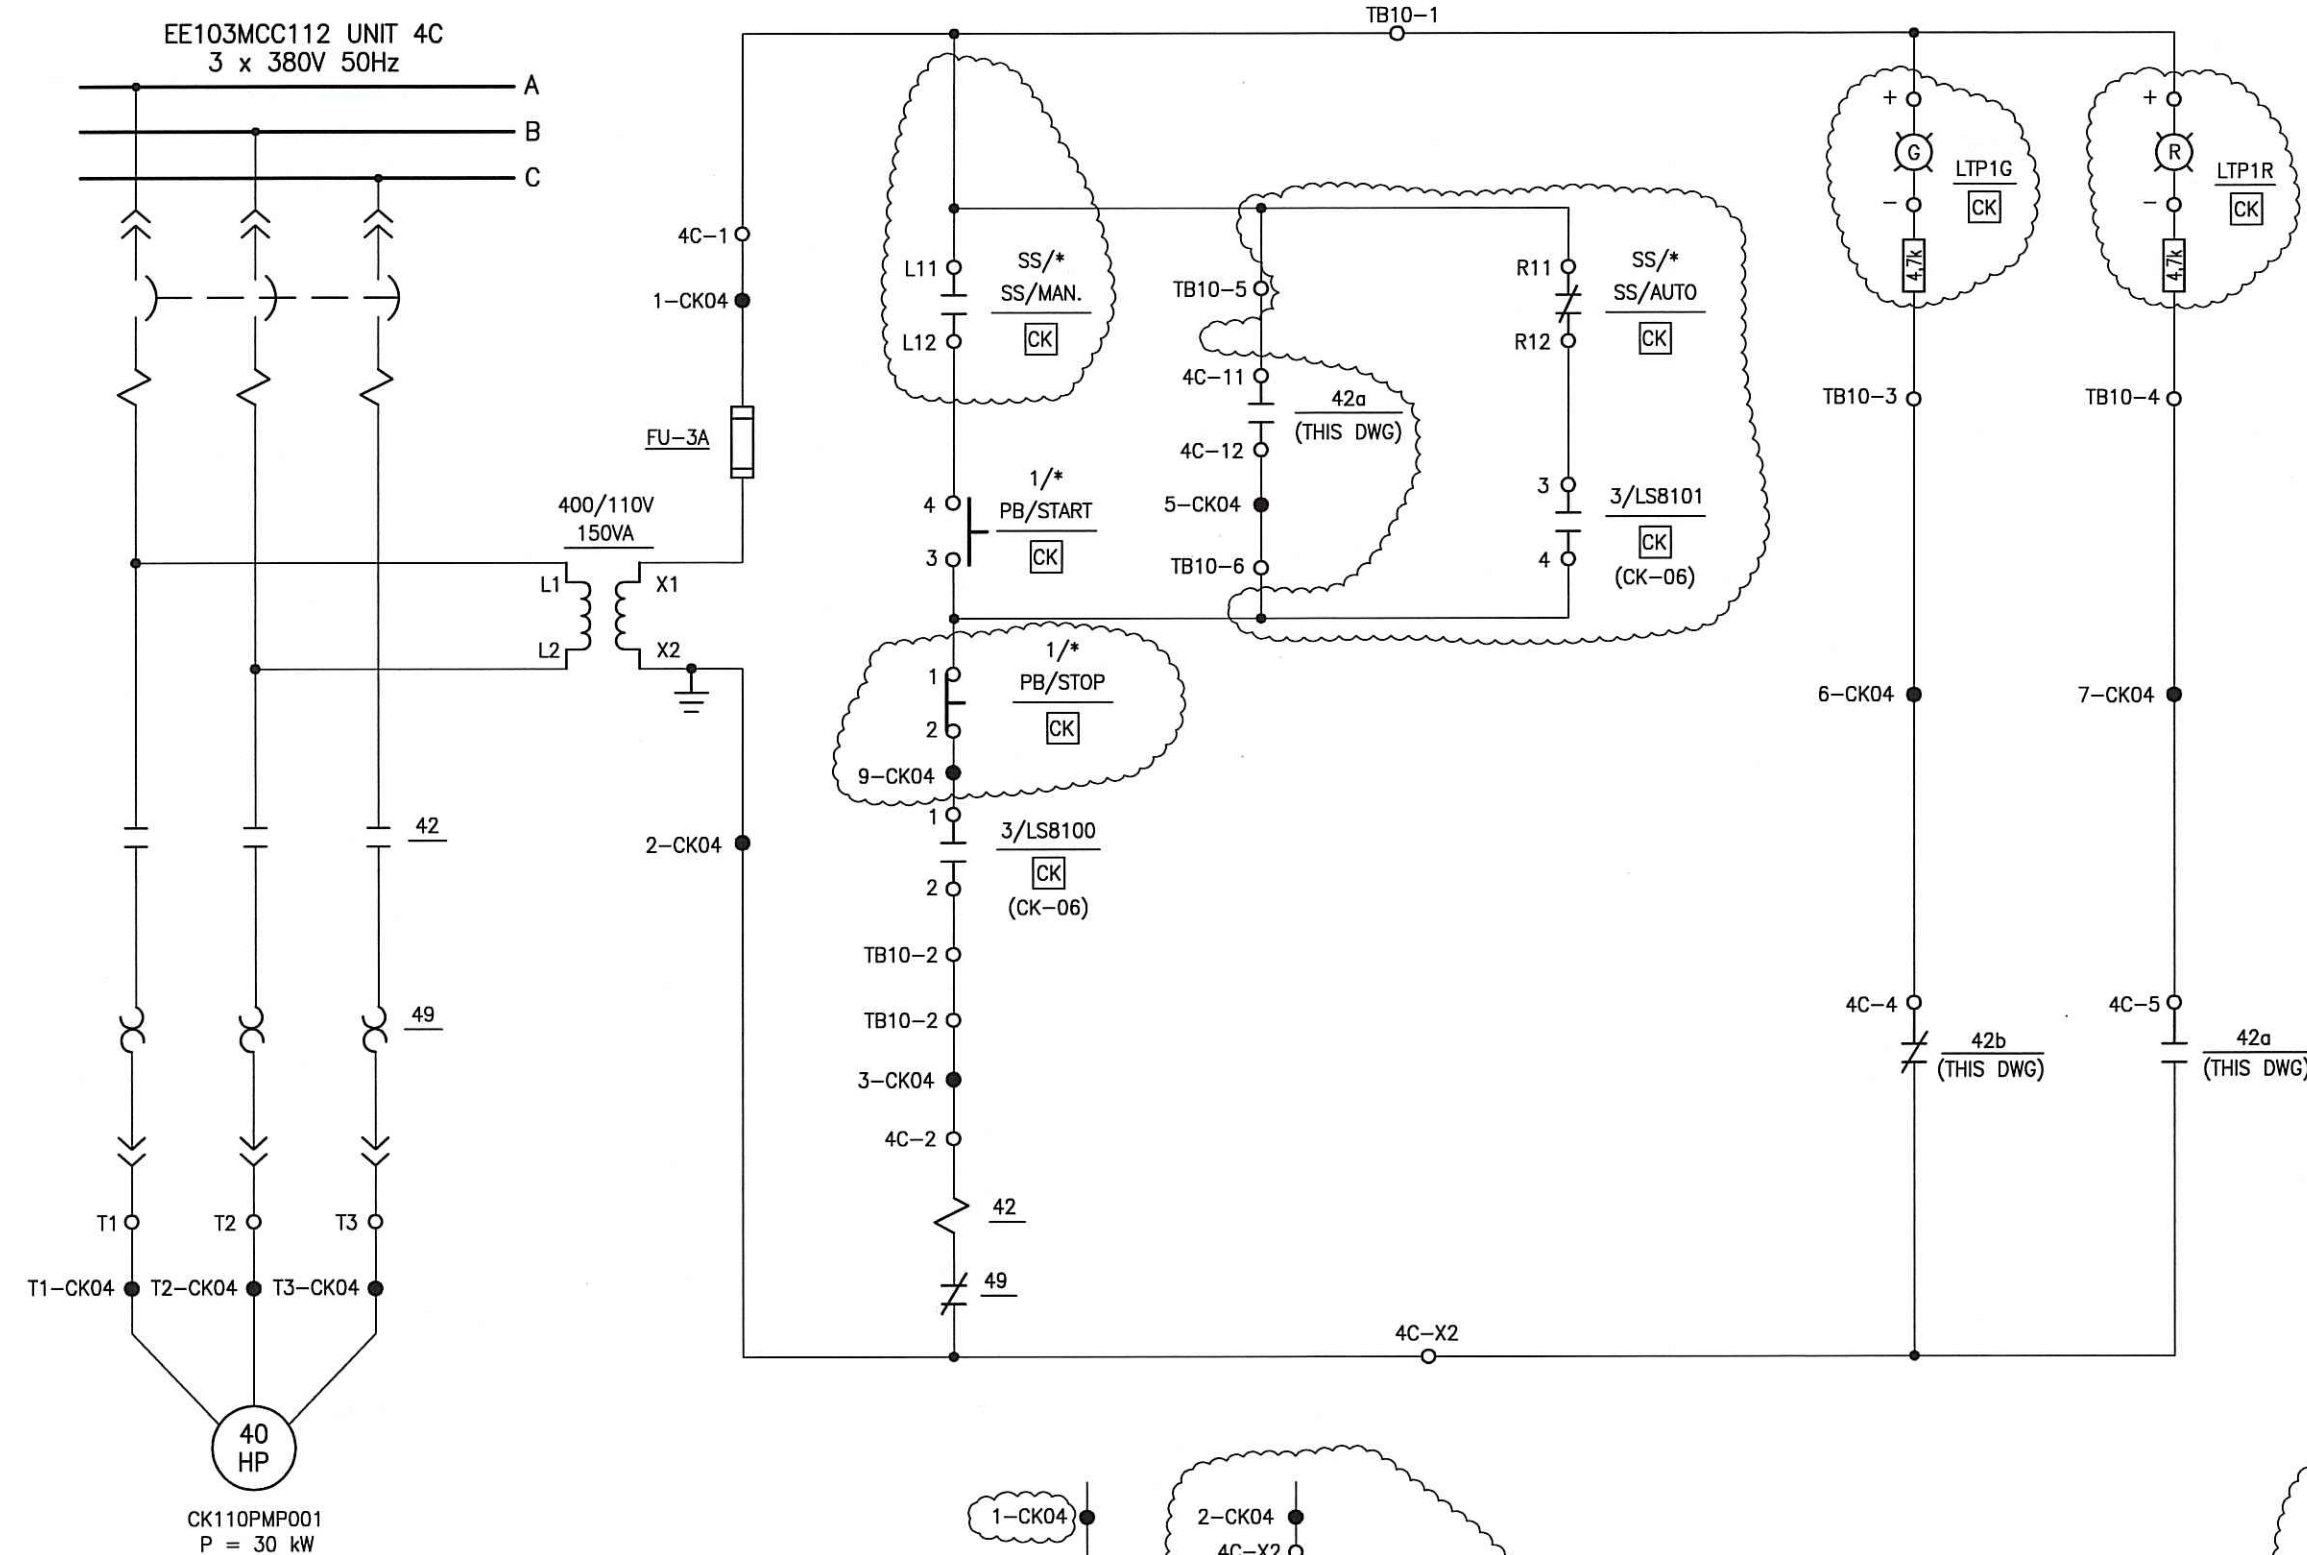 EE103MCC112 UNIT 4C
3 x 380V 50Hz
A
B
C
TB10-1
4C-1
1-CK04
FU-3A
400/110V
150VA
L1
X1
L2
X2
2-CK04
42
49
T1
T2
T3
T1-CK04
T2-CK04
T3-CK04
40
HP
CK110PMP001
P = 30 kW
L11
SS/*
SS/MAN.
CK
L12
4
1/*
PB/START
CK
3
TB10-5
4C-11
42a
(THIS DWG)
4C-12
5-CK04
TB10-6
R11
SS/*
SS/AUTO
CK
R12
3
3/LS8101
CK
4
(CK-06)
1
1/*
PB/STOP
CK
2
9-CK04
1
3/LS8100
CK
2
(CK-06)
TB10-2
TB10-2
3-CK04
4C-2
42
49
4C-X2
+
G
-
LTP1G
CK
4,7k
TB10-3
6-CK04
4C-4
42b
(THIS DWG)
+
R
-
LTP1R
CK
4,7k
TB10-4
7-CK04
4C-5
42a
(THIS DWG)
1-CK04
2-CK04
4C-X2